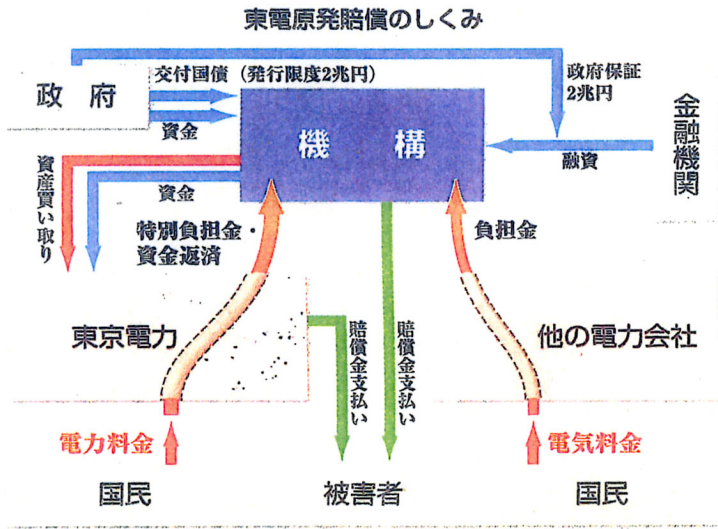 東電原発賠償のしくみ
政府
交付国債（発行限度2兆円）
資金
政府保証
2兆円
機構
金融機関
融資
資産買い取り
資金
特別負担金・
資金返済
負担金
東京電力
賠償金支払い
賠償金支払い
他の電力会社
電力料金
電気料金
国民
被害者
国民